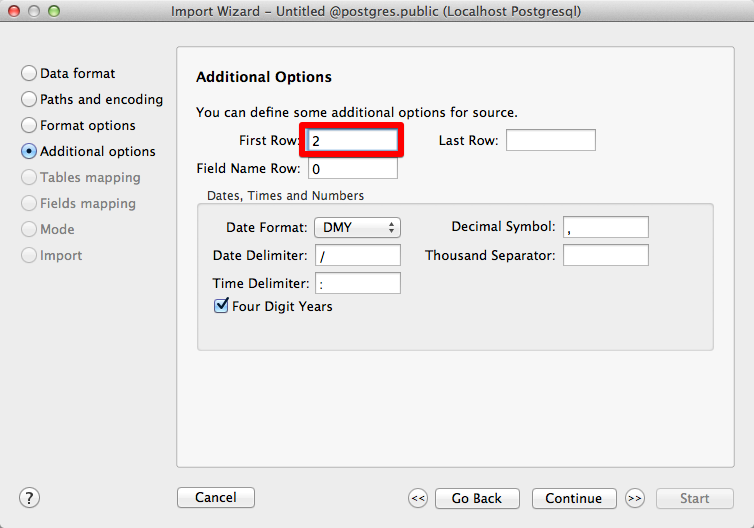 Import Wizard - Untitled @postgres.public (Localhost Postgresql)
Data format
Paths and encoding
Format options
Additional options
Tables mapping
Fields mapping
Mode
Import
Additional Options
You can define some additional options for source.
First Row: 2 Last Row:
Field Name Row: 0
Dates, Times and Numbers
Date Format: DMY Decimal Symbol: ,
Date Delimiter: / Thousand Separator:
Time Delimiter: :
Four Digit Years
? Cancel << Go Back Continue >> Start